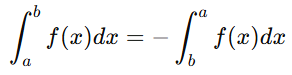 ∫_a^b f(x)dx = −∫_b^a f(x)dx